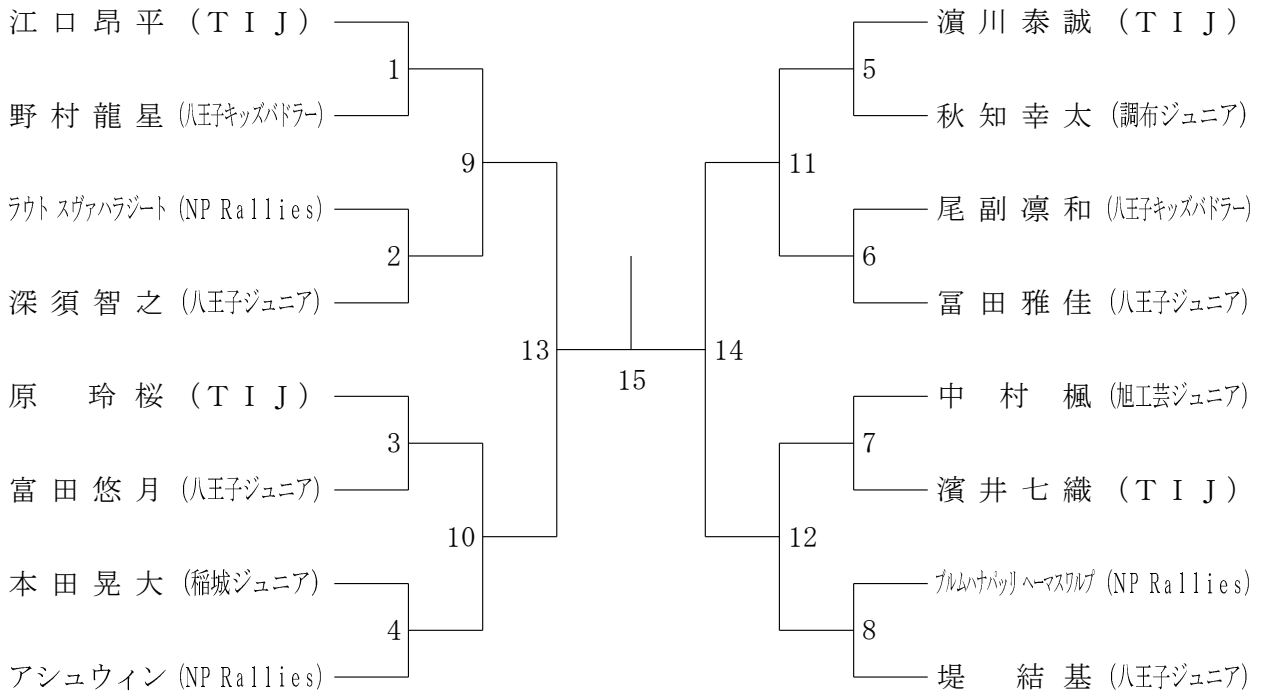 江口昂平（ＴＩＪ）
1
野村龍星（八王子キッズバドラー）
9
ラウト スヴァハラジート（NP Rallies）
2
深須智之（八王子ジュニア）
13
原　玲桜（ＴＩＪ）
3
富田悠月（八王子ジュニア）
10
本田晃大（稲城ジュニア）
4
アシュウィン（NP Rallies）
15
濵川泰誠（ＴＩＪ）
5
秋知幸太（調布ジュニア）
11
尾副凛和（八王子キッズバドラー）
6
冨田雅佳（八王子ジュニア）
14
中村　楓（旭工芸ジュニア）
7
濱井七織（ＴＩＪ）
12
ブルムハナパッリ ヘーマスワルプ（NP Rallies）
8
堤　結基（八王子ジュニア）